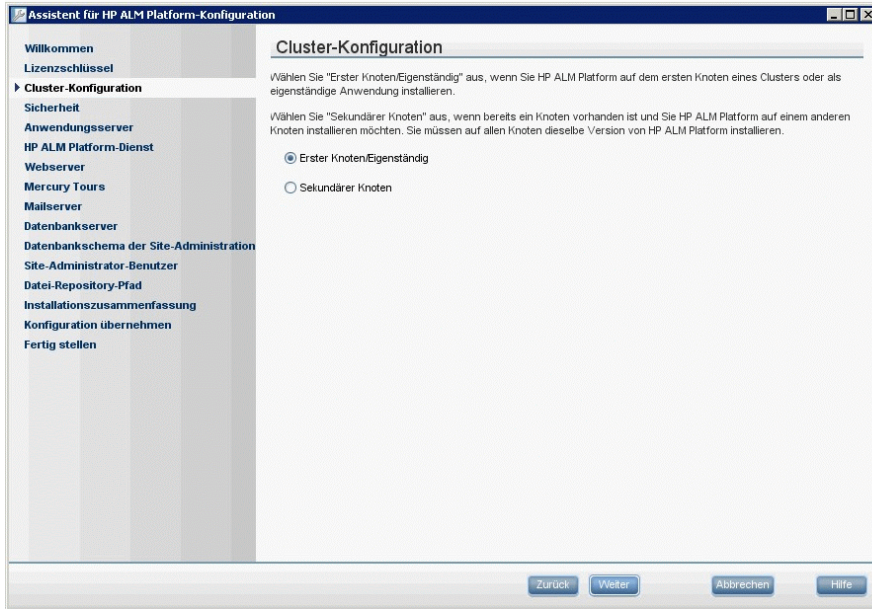 Assistent für HP ALM Platform-Konfiguration
Willkommen
Lizenzschlüssel
Cluster-Konfiguration
Sicherheit
Anwendungsserver
HP ALM Platform-Dienst
Webserver
Mercury Tours
Mailserver
Datenbankserver
Datenbankschema der Site-Administration
Site-Administrator-Benutzer
Datei-Repository-Pfad
Installationszusammenfassung
Konfiguration übernehmen
Fertig stellen
Cluster-Konfiguration
Wählen Sie "Erster Knoten/Eigenständig" aus, wenn Sie HP ALM Platform auf dem ersten Knoten eines Clusters oder als
eigenständige Anwendung installieren.
Wählen Sie "Sekundärer Knoten" aus, wenn bereits ein Knoten vorhanden ist und Sie HP ALM Platform auf einem anderen
Knoten installieren möchten. Sie müssen auf allen Knoten dieselbe Version von HP ALM Platform installieren.
Erster Knoten/Eigenständig
Sekundärer Knoten
Zurück Weiter Abbrechen Hilfe